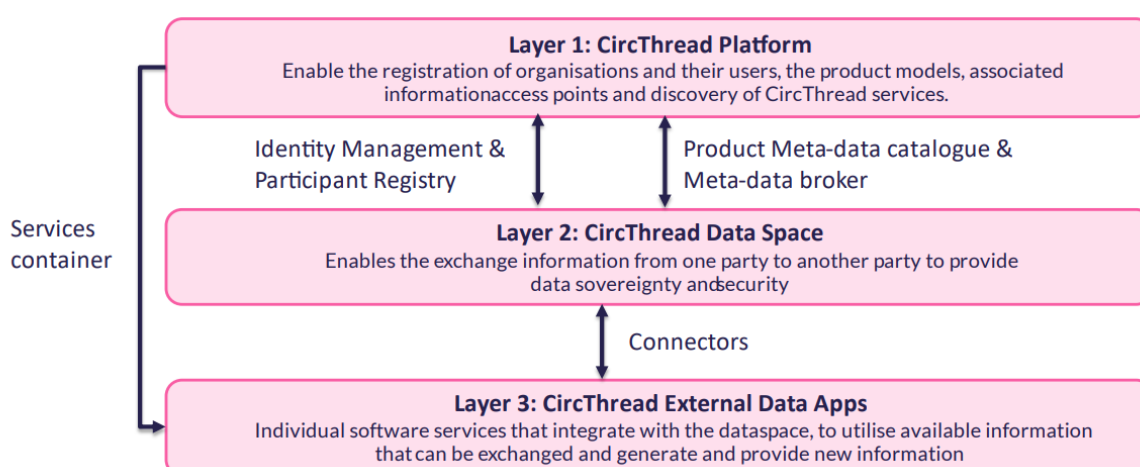 Layer 1: CircThread Platform
Enable the registration of organisations and their users, the product models, associated
informationaccess points and discovery of CircThread services.
Identity Management &
Participant Registry
Product Meta-data catalogue &
Meta-data broker
Services
container
Layer 2: CircThread Data Space
Enables the exchange information from one party to another party to provide
data sovereignty andsecurity
Connectors
Layer 3: CircThread External Data Apps
Individual software services that integrate with the dataspace, to utilise available information
that can be exchanged and generate and provide new information